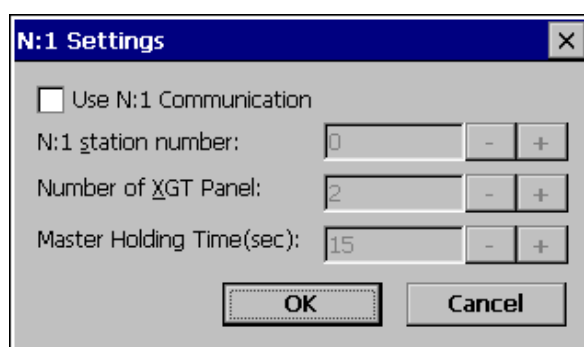 N:1 Settings
Use N:1 Communication
N:1 station number: 0 - +
Number of XGT Panel: 2 - +
Master Holding Time(sec): 15 - +
OK Cancel